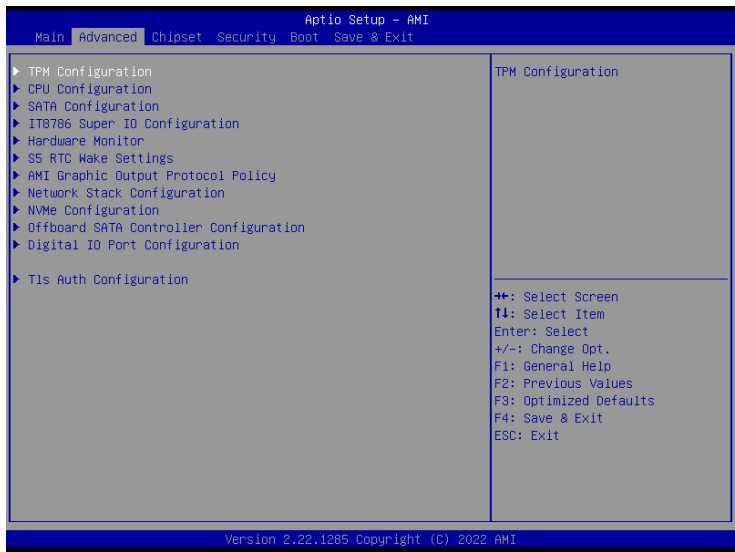 Aptio Setup - AMI
Main Advanced Chipset Security Boot Save & Exit
TPM Configuration
CPU Configuration
SATA Configuration
IT8786 Super IO Configuration
Hardware Monitor
S5 RTC Wake Settings
AMI Graphic Output Protocol Policy
Network Stack Configuration
NVMe Configuration
Offboard SATA Controller Configuration
Digital IO Port Configuration
Tls Auth Configuration
TPM Configuration
→←: Select Screen
↑↓: Select Item
Enter: Select
+/-: Change Opt.
F1: General Help
F2: Previous Values
F3: Optimized Defaults
F4: Save & Exit
ESC: Exit
Version 2.22.1285 Copyright (C) 2022 AMI